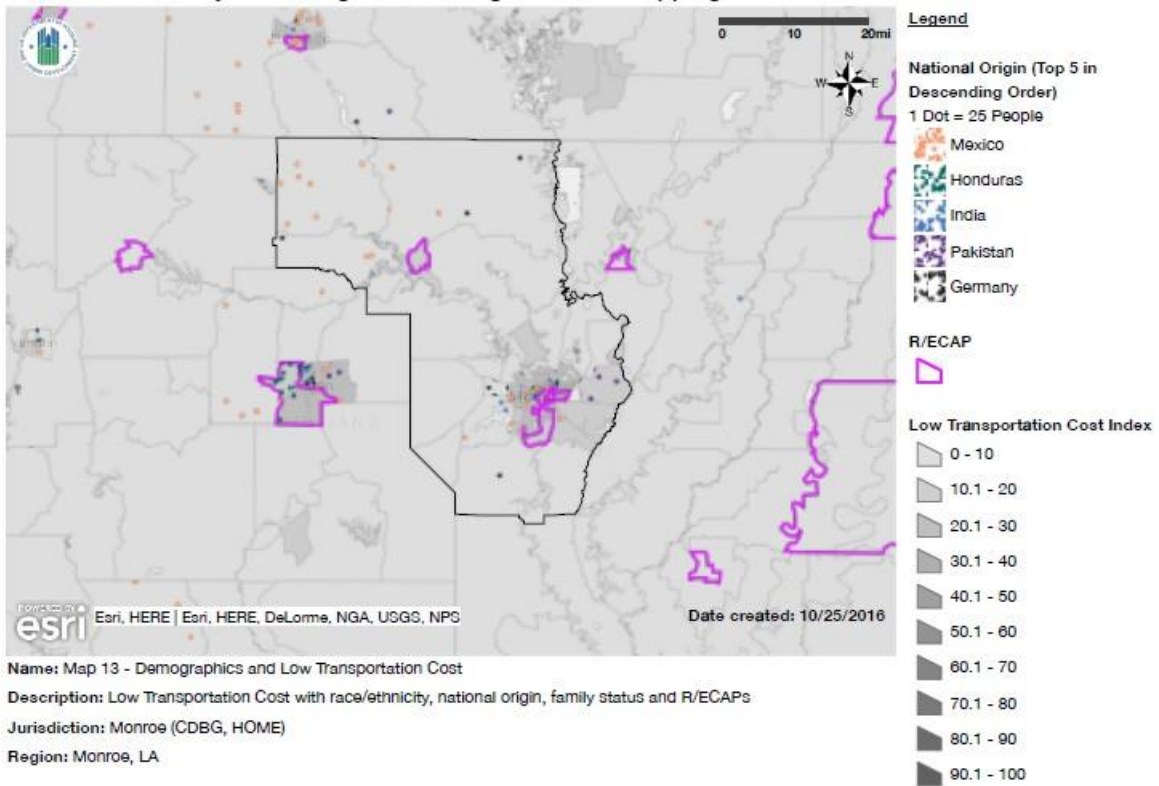 0 10 20mi
N
W E
S
POWERED BY
esri
Esri, HERE | Esri, HERE, DeLorme, NGA, USGS, NPS
Date created: 10/25/2016
Name: Map 13 - Demographics and Low Transportation Cost
Description: Low Transportation Cost with race/ethnicity, national origin, family status and R/ECAPs
Jurisdiction: Monroe (CDBG, HOME)
Region: Monroe, LA
Legend
National Origin (Top 5 in
Descending Order)
1 Dot = 25 People
Mexico
Honduras
India
Pakistan
Germany
R/ECAP
Low Transportation Cost Index
0 - 10
10.1 - 20
20.1 - 30
30.1 - 40
40.1 - 50
50.1 - 60
60.1 - 70
70.1 - 80
80.1 - 90
90.1 - 100